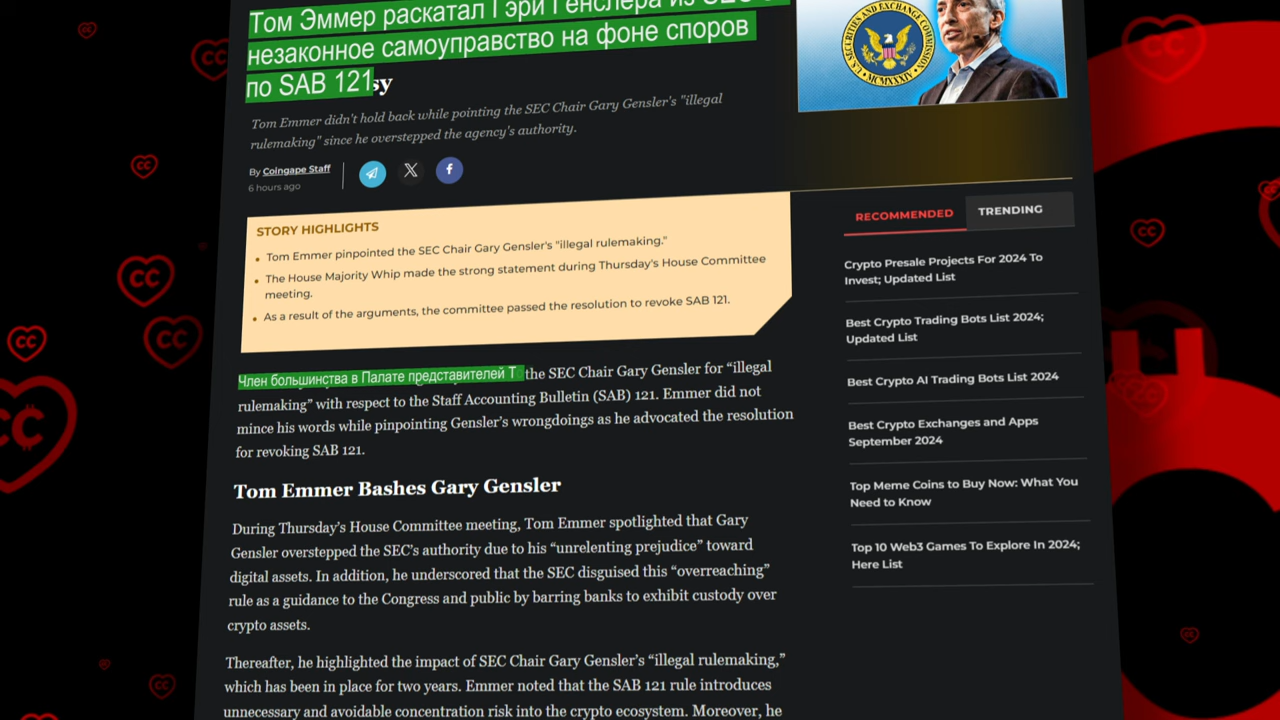 Том Эммер раскатал Гэри Генслера из SEC за
незаконное самоуправство на фоне споров
по SAB 121 sy
Tom Emmer didn't hold back while pointing the SEC Chair Gary Gensler's "illegal
rulemaking" since he overstepped the agency's authority.
By Coingape Staff
6 hours ago
STORY HIGHLIGHTS
Tom Emmer pinpointed the SEC Chair Gary Gensler's "illegal rulemaking."
The House Majority Whip made the strong statement during Thursday's House Committee
meeting.
As a result of the arguments, the committee passed the resolution to revoke SAB 121.
Член большинства в Палате представителей Т the SEC Chair Gary Gensler for “illegal
rulemaking” with respect to the Staff Accounting Bulletin (SAB) 121. Emmer did not
mince his words while pinpointing Gensler’s wrongdoings as he advocated the resolution
for revoking SAB 121.
Tom Emmer Bashes Gary Gensler
During Thursday’s House Committee meeting, Tom Emmer spotlighted that Gary
Gensler overstepped the SEC’s authority due to his “unrelenting prejudice” toward
digital assets. In addition, he underscored that the SEC disguised this “overreaching”
rule as a guidance to the Congress and public by barring banks to exhibit custody over
crypto assets.
Thereafter, he highlighted the impact of SEC Chair Gary Gensler’s “illegal rulemaking,”
which has been in place for two years. Emmer noted that the SAB 121 rule introduces
unnecessary and avoidable concentration risk into the crypto ecosystem. Moreover, he
U.S. SECURITIES AND EXCHANGE COMMISSION
MCMXXXIV
RECOMMENDED
TRENDING
Crypto Presale Projects For 2024 To
Invest; Updated List
Best Crypto Trading Bots List 2024;
Updated List
Best Crypto AI Trading Bots List 2024
Best Crypto Exchanges and Apps
September 2024
Top Meme Coins to Buy Now: What You
Need to Know
Top 10 Web3 Games To Explore In 2024;
Here List